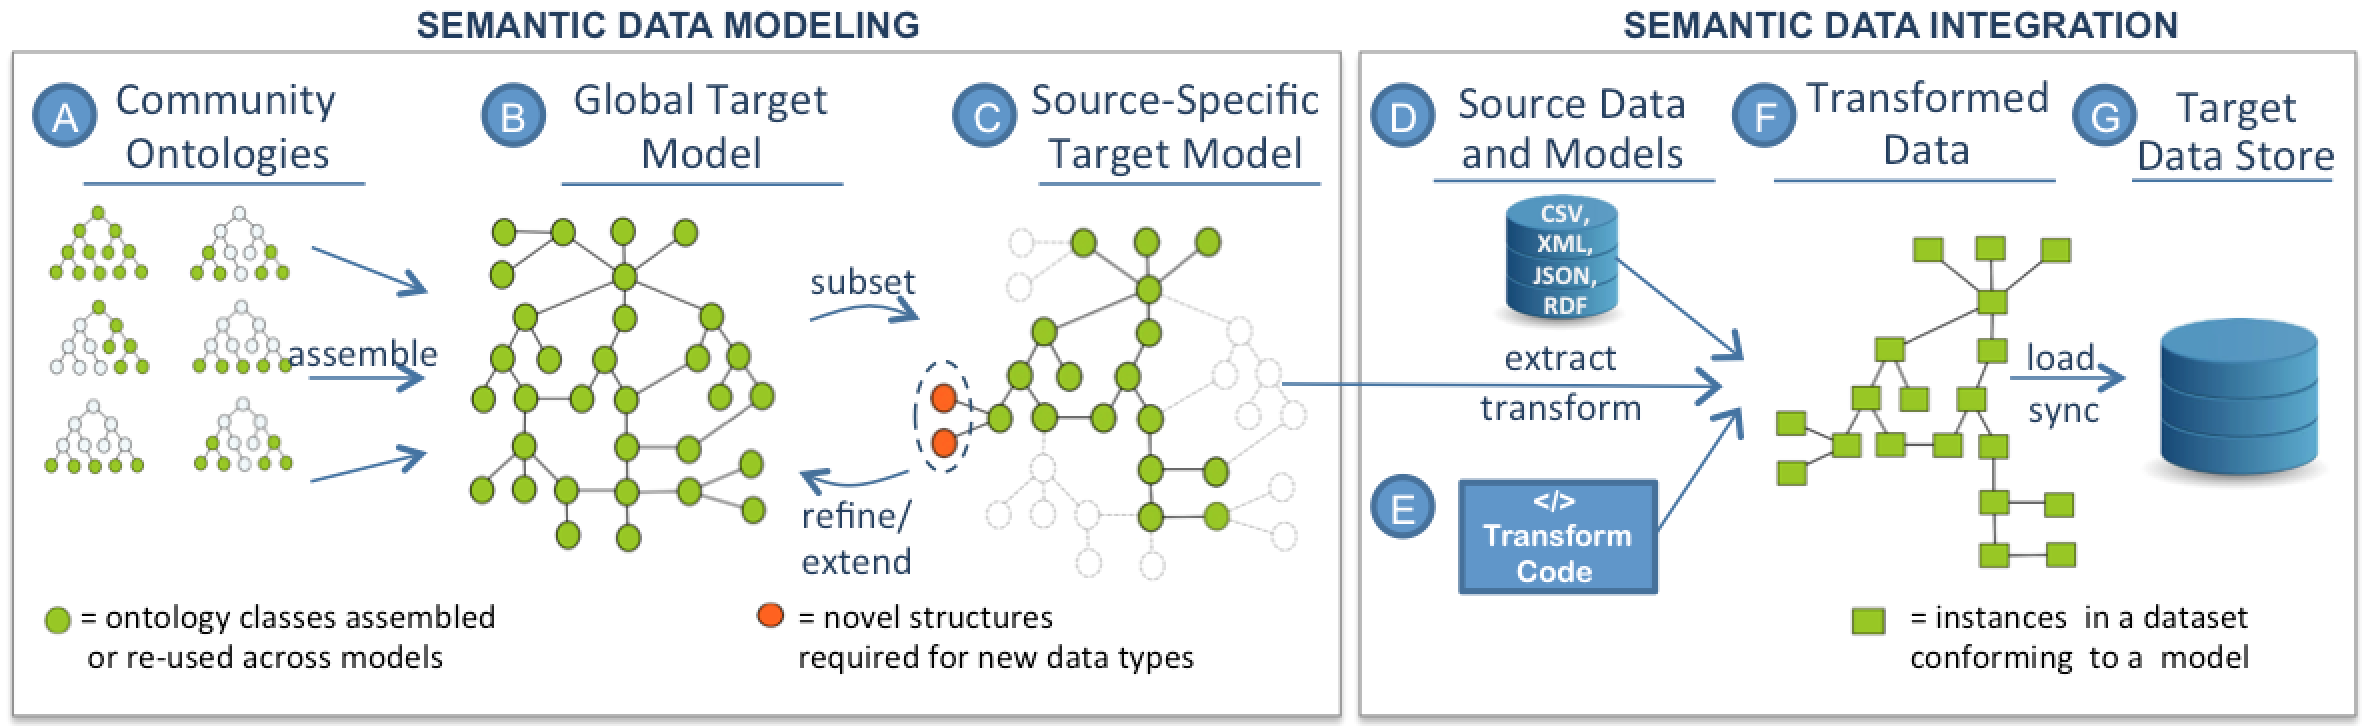 SEMANTIC DATA MODELING
SEMANTIC DATA INTEGRATION
A
Community
Ontologies
B
Global Target
Model
C
Source-Specific
Target Model
D
Source Data
and Models
F
Transformed
Data
G
Target
Data Store
assemble
subset
refine/
extend
CSV,
XML,
JSON,
RDF
extract
transform
E
</>
Transform
Code
load
sync
= ontology classes assembled
or re-used across models
= novel structures
required for new data types
= instances in a dataset
conforming to a model